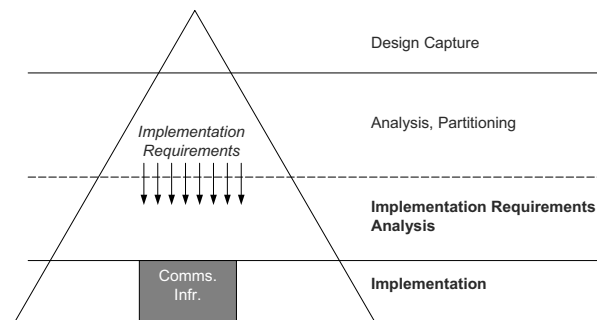 Design Capture
Analysis, Partitioning
Implementation
Requirements
Implementation Requirements
Analysis
Comms.
Infr.
Implementation